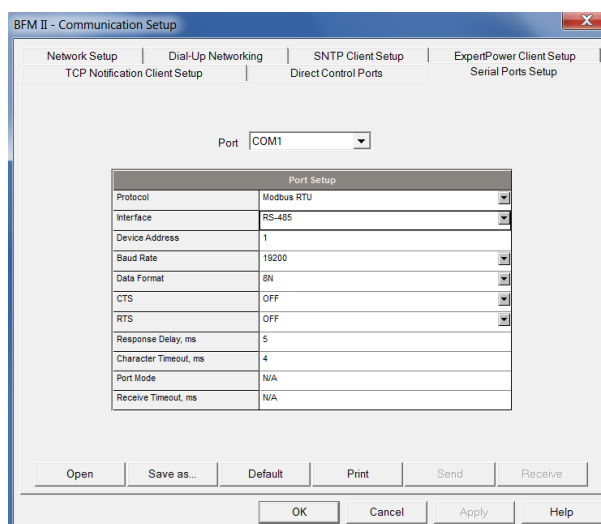 BFM II - Communication Setup
Network Setup Dial-Up Networking SNTP Client Setup ExpertPower Client Setup
TCP Notification Client Setup Direct Control Ports Serial Ports Setup
Port COM1
Port Setup
Protocol Modbus RTU
Interface RS-485
Device Address 1
Baud Rate 19200
Data Format 8N
CTS OFF
RTS OFF
Response Delay, ms 5
Character Timeout, ms 4
Port Mode N/A
Receive Timeout, ms N/A
Open Save as... Default Print Send Receive
OK Cancel Apply Help